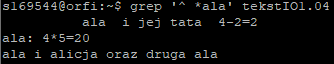 s169544@orfi:~$ grep '^ *ala' tekstIO1.04
         ala  i jej tata  4-2=2
ala: 4*5=20
ala i alicja oraz druga ala